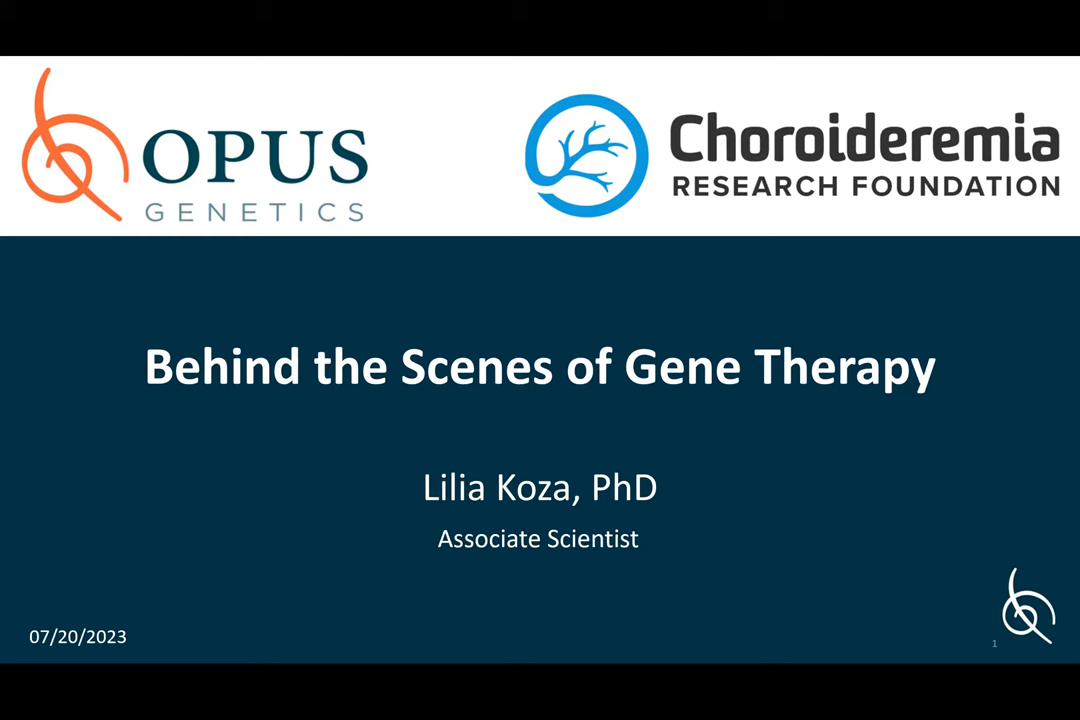 OPUS
GENETICS
Choroideremia
RESEARCH FOUNDATION
Behind the Scenes of Gene Therapy
Lilia Koza, PhD
Associate Scientist
07/20/2023
1